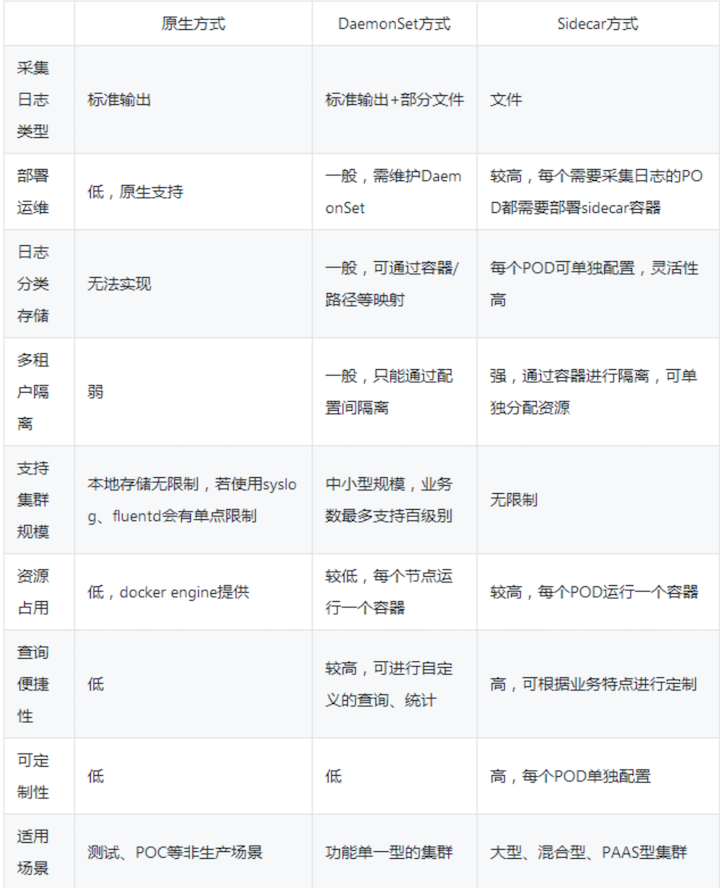 原生方式 DaemonSet方式 Sidecar方式
采集
日志
类型
标准输出
标准输出+部分文件
文件
部署
运维
低，原生支持
一般，需维护Daem
onSet
较高，每个需要采集日志的PO
D都需要部署sidecar容器
日志
分类
存储
无法实现
一般，可通过容器/
路径等映射
每个POD可单独配置，灵活性
高
多租
户隔
离
弱
一般，只能通过配
置间隔离
强，通过容器进行隔离，可单
独分配资源
支持
集群
规模
本地存储无限制，若使用syslo
g、fluentd会有单点限制
中小型规模，业务
数最多支持百级别
无限制
资源
占用
低，docker engine提供
较低，每个节点运
行一个容器
较高，每个POD运行一个容器
查询
便捷
性
低
较高，可进行自定
义的查询、统计
高，可根据业务特点进行定制
可定
制性
低
低
高，每个POD单独配置
适用
场景
测试、POC等非生产场景
功能单一型的集群
大型、混合型、PAAS型集群